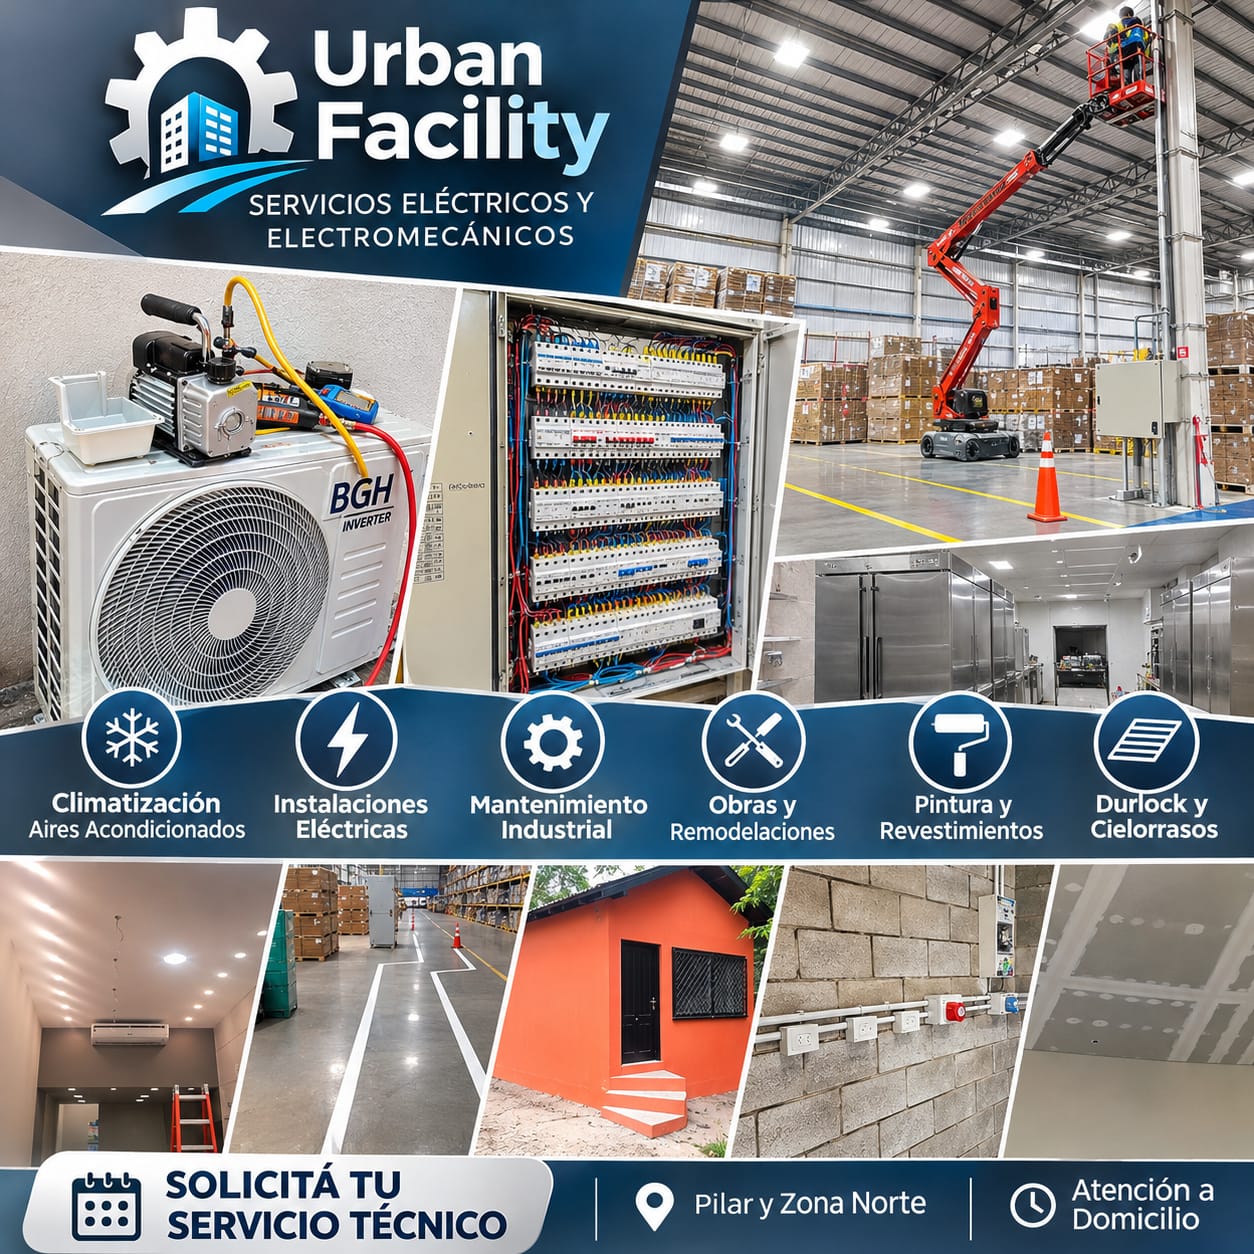 Urban
Facility
SERVICIOS ELÉCTRICOS Y
ELECTROMECÁNICOS
BGH
INVERTER
Climatización
Aires Acondicionados
Instalaciones
Eléctricas
Mantenimiento
Industrial
Obras y
Remodelaciones
Pintura y
Revestimientos
Durlock y
Cielorrasos
SOLICITÁ TU
SERVICIO TÉCNICO
Pilar y Zona Norte
Atención a
Domicilio